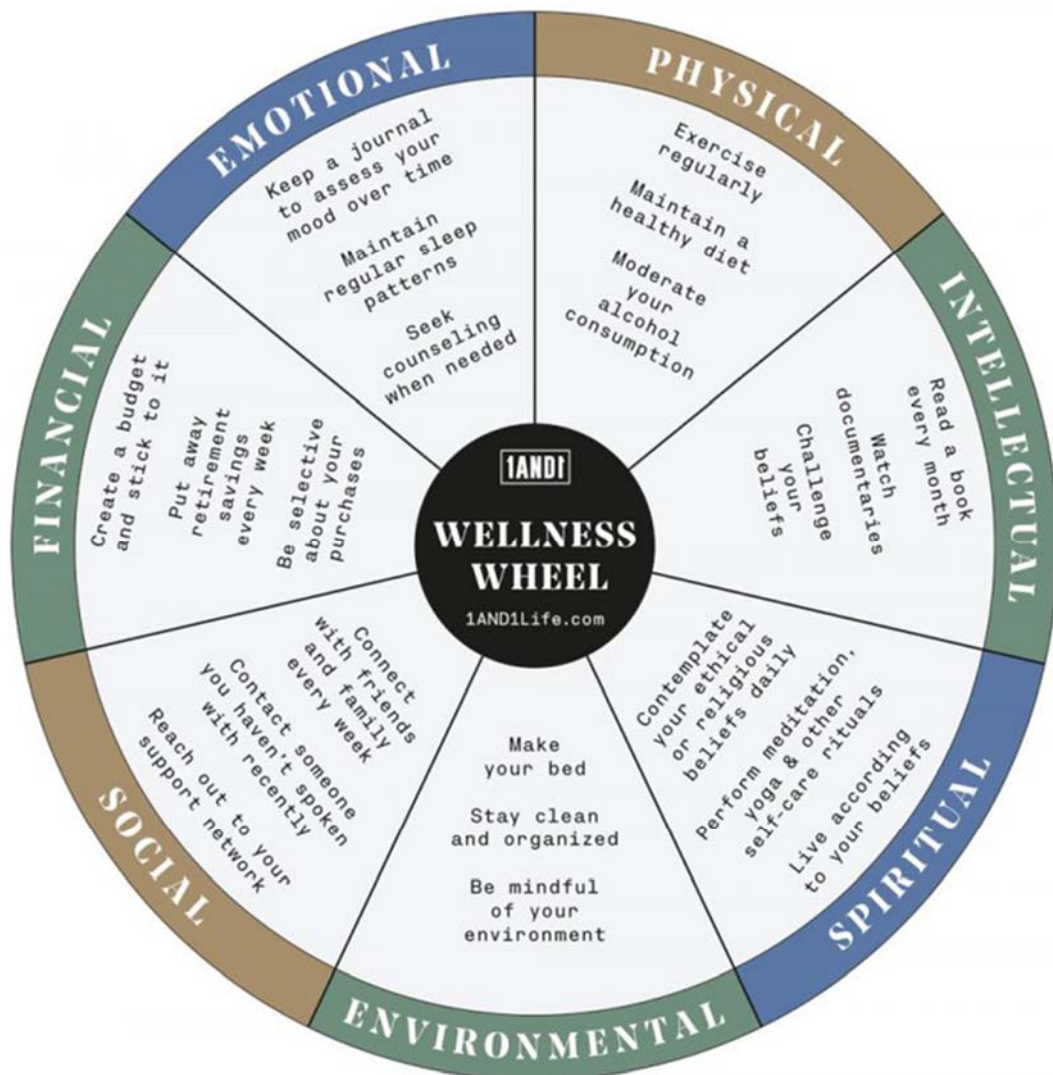 EMOTIONAL
Keep a journal
to assess your
mood over time
Maintain
regular sleep
patterns
Seek
counseling
when needed
PHYSICAL
Exercise
regularly
Maintain a
healthy diet
Moderate
your
alcohol
consumption
INTELLECTUAL
Read a book
every month
Watch
documentaries
Challenge
your
beliefs
SPIRITUAL
Contemplate
your ethical
or religious
beliefs daily
Perform meditation,
yoga & other
self-care rituals
Live according
to your beliefs
ENVIRONMENTAL
Make
your bed
Stay clean
and organized
Be mindful
of your
environment
SOCIAL
Connect
with friends
and family
every week
Contact someone
you haven't spoken
with recently
Reach out to your
support network
FINANCIAL
Create a budget
and stick to it
Put away
retirement
savings
every week
Be selective
about your
purchases
1AND1
WELLNESS
WHEEL
1AND1Life.com